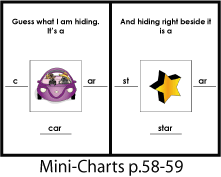 Guess what I am hiding.
It's a
c ar
car
And hiding right beside it
is a
st ar
star
Mini-Charts p.58-59